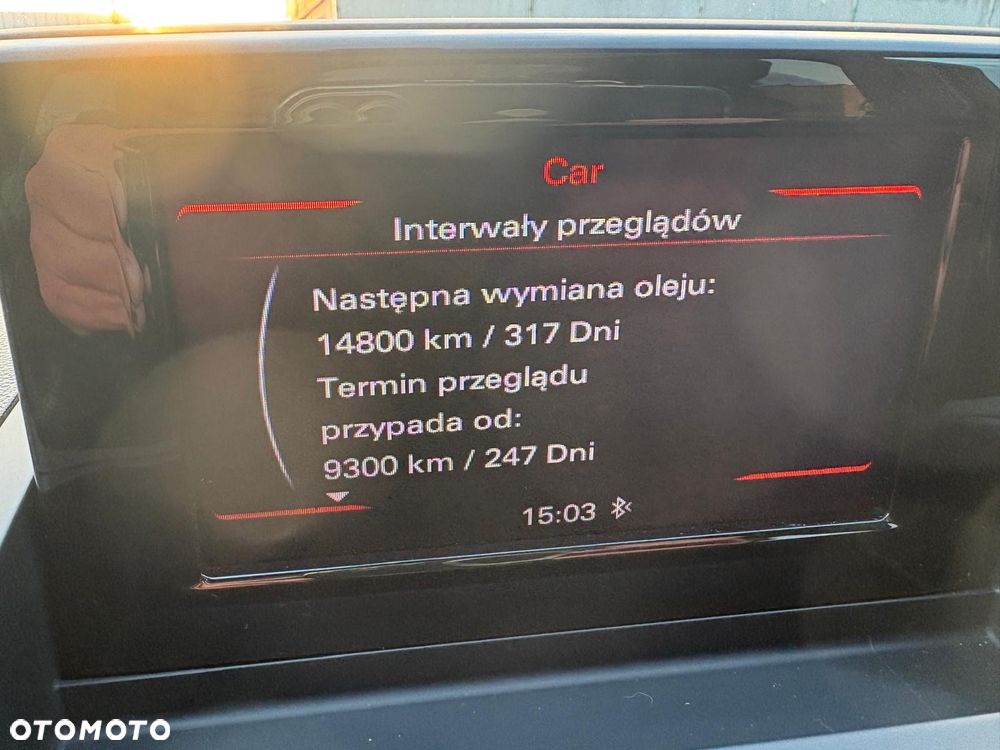 Car
Interwały przeglądów
Następna wymiana oleju:
14800 km / 317 Dni
Termin przeglądu
przypada od:
9300 km / 247 Dni
15:03
OTOMOTO